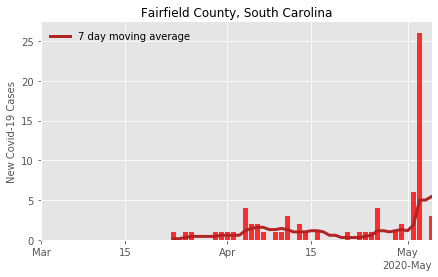 Fairfield County, South Carolina
7 day moving average
New Covid-19 Cases
25
20
15
10
5
0
Mar
15
Apr
15
May
2020-May